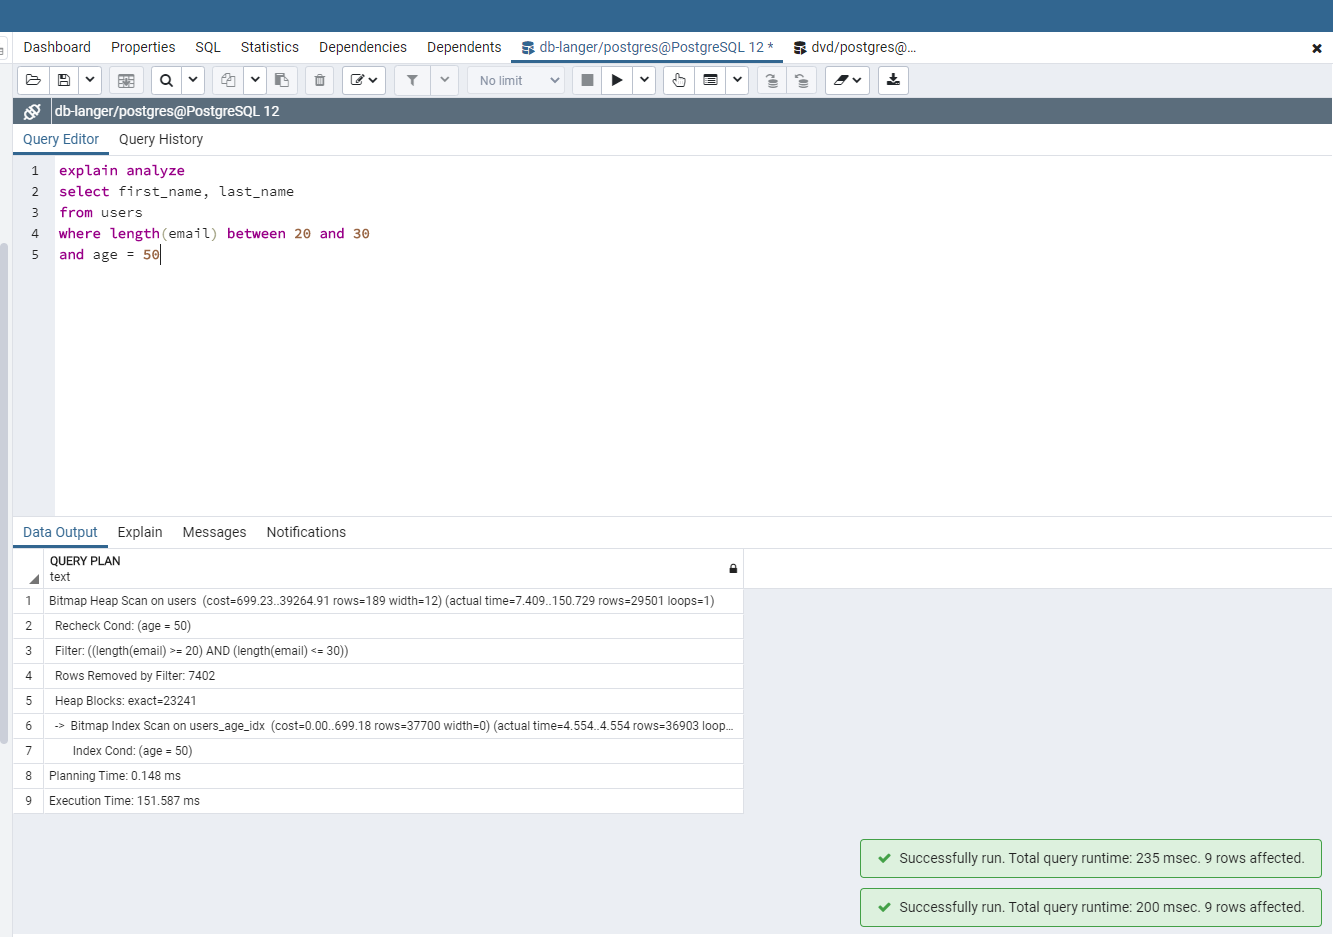 Dashboard Properties SQL Statistics Dependencies Dependents db-langer/postgres@PostgreSQL 12 * dvd/postgres@...
No limit
db-langer/postgres@PostgreSQL 12
Query Editor Query History
1 explain analyze
2 select first_name, last_name
3 from users
4 where length(email) between 20 and 30
5 and age = 50
Data Output Explain Messages Notifications
QUERY PLAN
text
1 Bitmap Heap Scan on users (cost=699.23..39264.91 rows=189 width=12) (actual time=7.409..150.729 rows=29501 loops=1)
2 Recheck Cond: (age = 50)
3 Filter: ((length(email) >= 20) AND (length(email) <= 30))
4 Rows Removed by Filter: 7402
5 Heap Blocks: exact=23241
6 -> Bitmap Index Scan on users_age_idx (cost=0.00..699.18 rows=37700 width=0) (actual time=4.554..4.554 rows=36903 loop...
7 Index Cond: (age = 50)
8 Planning Time: 0.148 ms
9 Execution Time: 151.587 ms
Successfully run. Total query runtime: 235 msec. 9 rows affected.
Successfully run. Total query runtime: 200 msec. 9 rows affected.